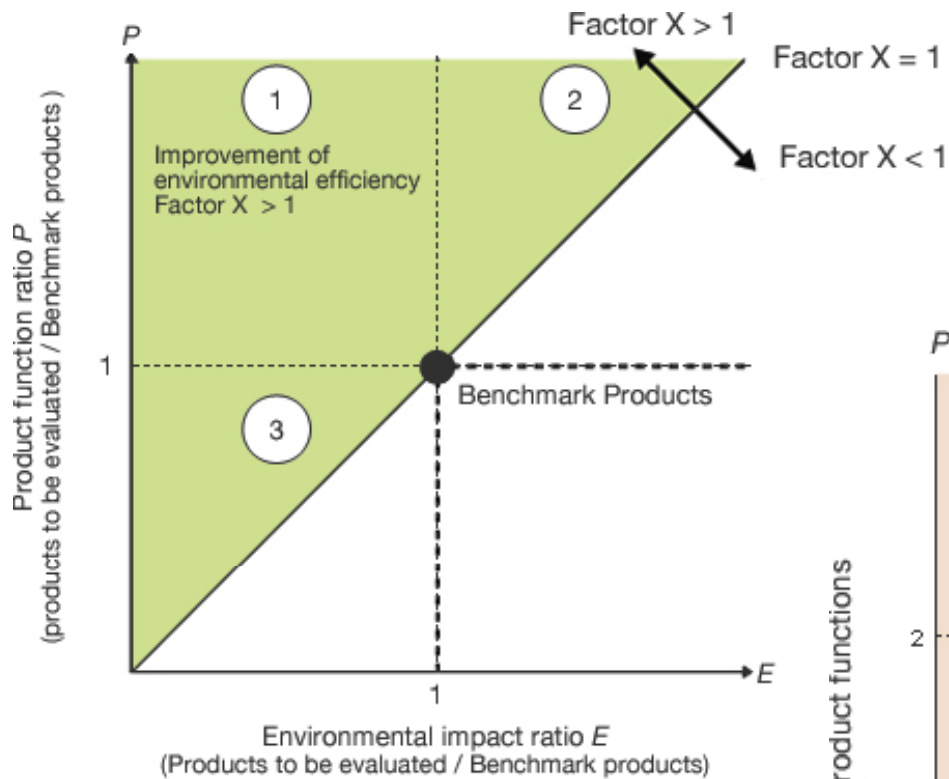 P
Factor X > 1
Factor X = 1
Factor X < 1
1
2
Improvement of
environmental efficiency
Factor X > 1
Product function ratio P
(products to be evaluated / Benchmark products)
1
Benchmark Products
3
E
1
Environmental impact ratio E
(Products to be evaluated / Benchmark products)
P
2
roduct functions